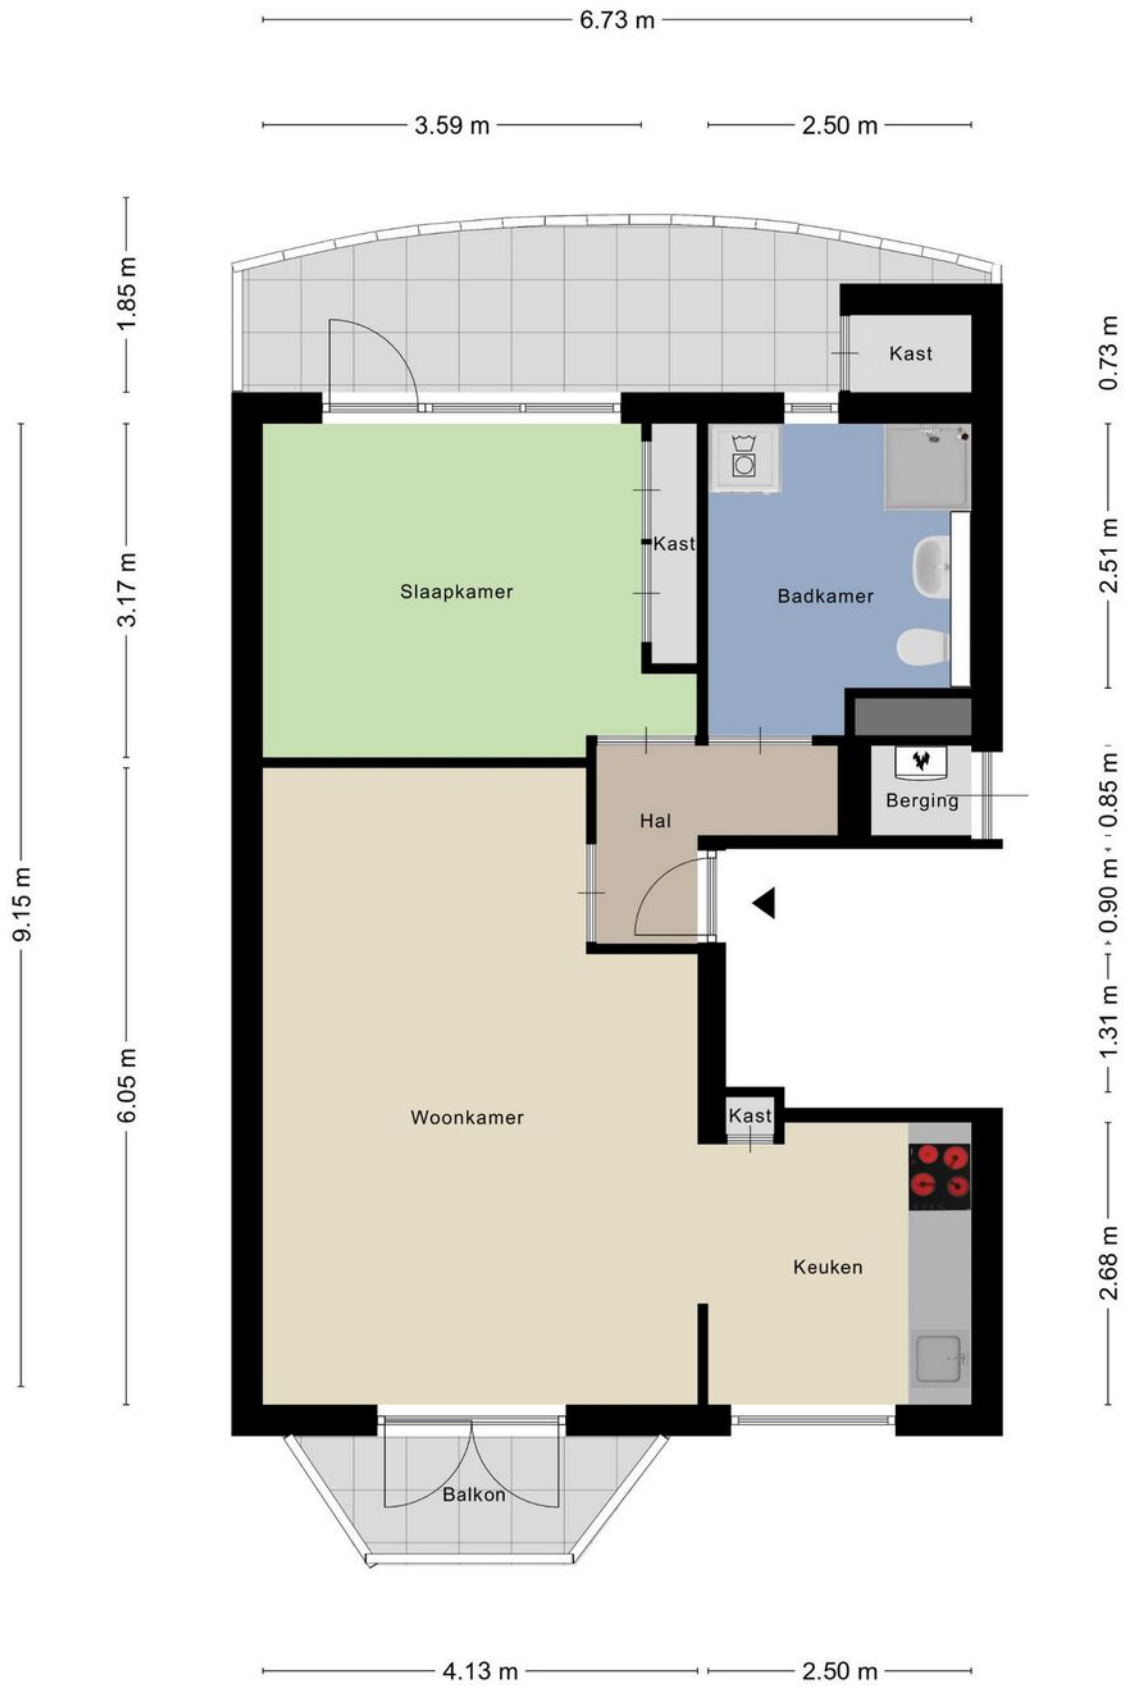 6.73 m
3.59 m
2.50 m
1.85 m
0.73 m
Kast
Kast
Slaapkamer
Badkamer
3.17 m
2.51 m
Berging
0.85 m
Hal
9.15 m
0.90 m
1.31 m
6.05 m
Woonkamer
Kast
Keuken
2.68 m
Balkon
4.13 m
2.50 m